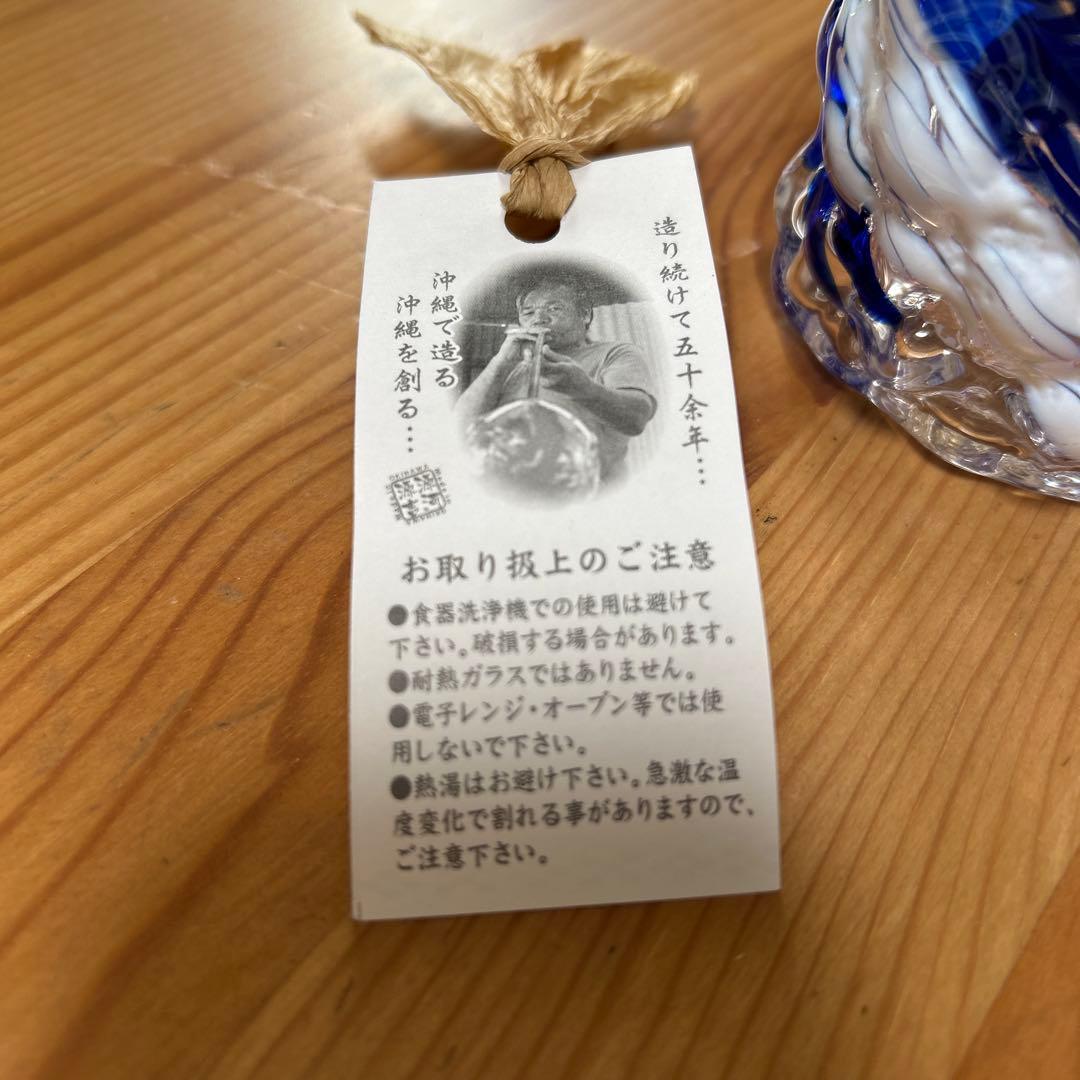 造り続けて五十余年…
沖縄で造る
沖縄を創る…
OKINAWA
源河
源吉
お取り扱上のご注意
●食器洗浄機での使用は避けて
下さい。破損する場合があります。
●耐熱ガラスではありません。
●電子レンジ・オーブン等では使
用しないで下さい。
●熱湯はお避け下さい。急激な温
度変化で割れる事がありますので、
ご注意下さい。